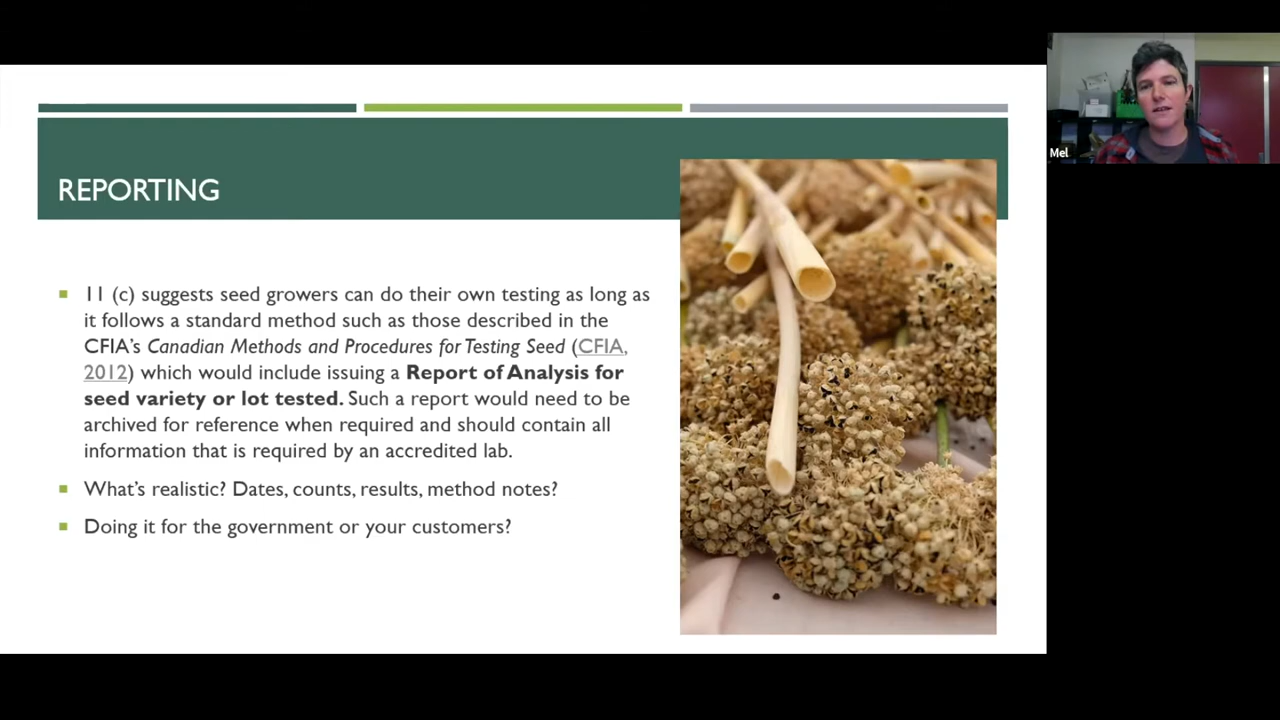 REPORTING
11 (c) suggests seed growers can do their own testing as long as
it follows a standard method such as those described in the
CFIA's Canadian Methods and Procedures for Testing Seed (CFIA,
2012) which would include issuing a Report of Analysis for
seed variety or lot tested. Such a report would need to be
archived for reference when required and should contain all
information that is required by an accredited lab.
What's realistic? Dates, counts, results, method notes?
Doing it for the government or your customers?
Mel